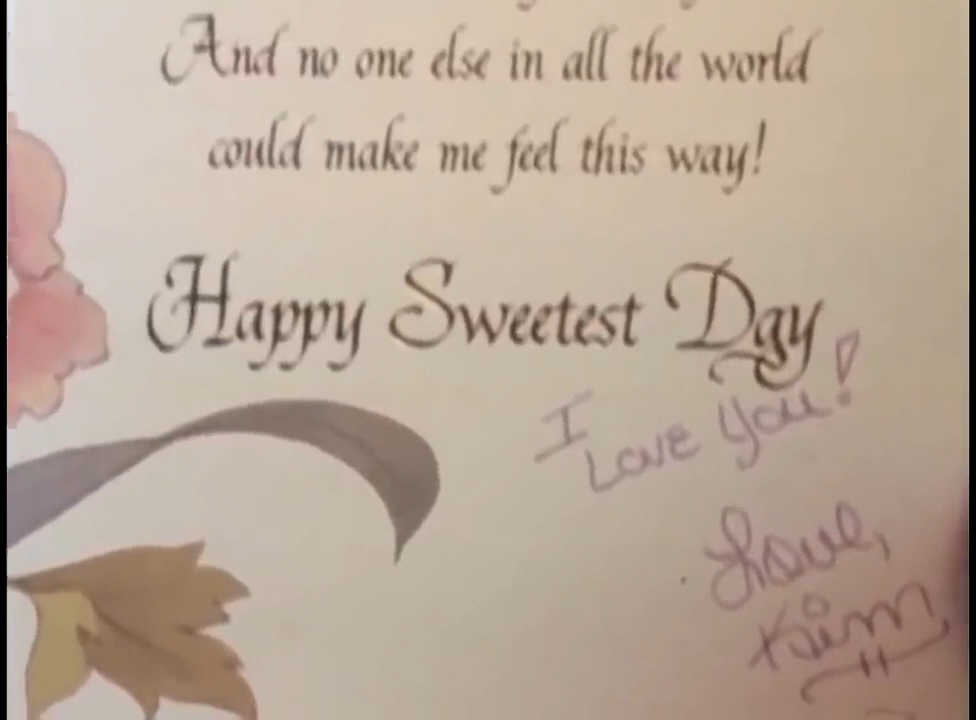 And no one else in all the world
could make me feel this way!
Happy Sweetest Day
I
Love You!
Love,
Kim